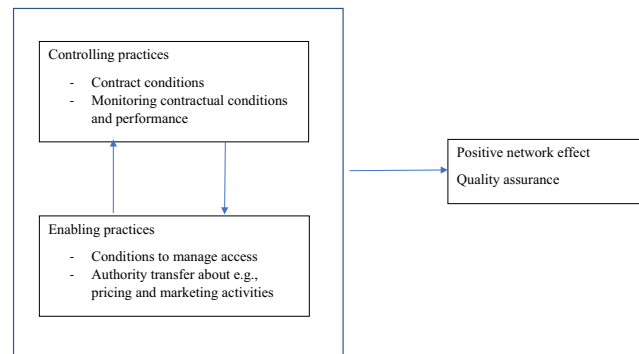 Controlling practices
- Contract conditions
- Monitoring contractual conditions
and performance
Positive network effect
Quality assurance
Enabling practices
- Conditions to manage access
- Authority transfer about e.g.,
pricing and marketing activities